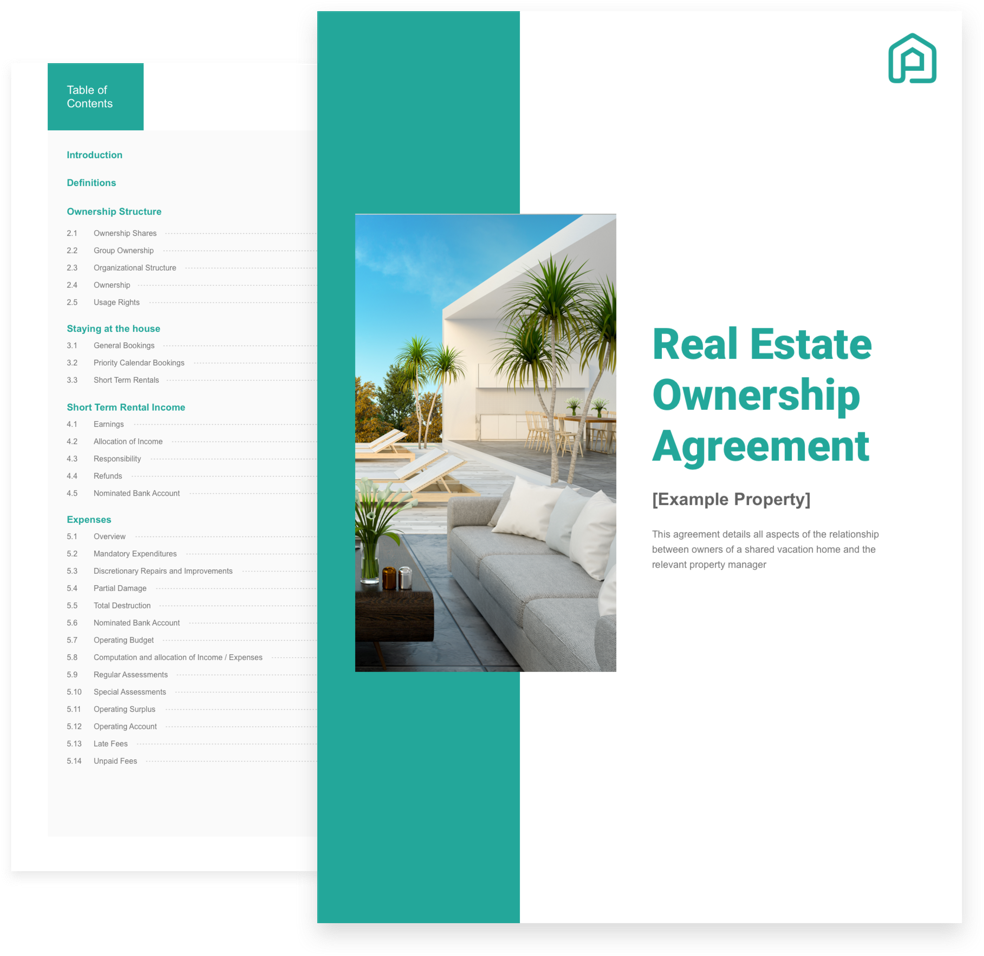 Table of
Contents
Introduction
Definitions
Ownership Structure
2.1 Ownership Shares
2.2 Group Ownership
2.3 Organizational Structure
2.4 Ownership
2.5 Usage Rights
Staying at the house
3.1 General Bookings
3.2 Priority Calendar Bookings
3.3 Short Term Rentals
Short Term Rental Income
4.1 Earnings
4.2 Allocation of Income
4.3 Responsibility
4.4 Refunds
4.5 Nominated Bank Account
Expenses
5.1 Overview
5.2 Mandatory Expenditures
5.3 Discretionary Repairs and Improvements
5.4 Partial Damage
5.5 Total Destruction
5.6 Nominated Bank Account
5.7 Operating Budget
5.8 Computation and allocation of Income / Expenses
5.9 Regular Assessments
5.10 Special Assessments
5.11 Operating Surplus
5.12 Operating Account
5.13 Late Fees
5.14 Unpaid Fees
Real Estate
Ownership
Agreement
[Example Property]
This agreement details all aspects of the relationship
between owners of a shared vacation home and the
relevant property manager